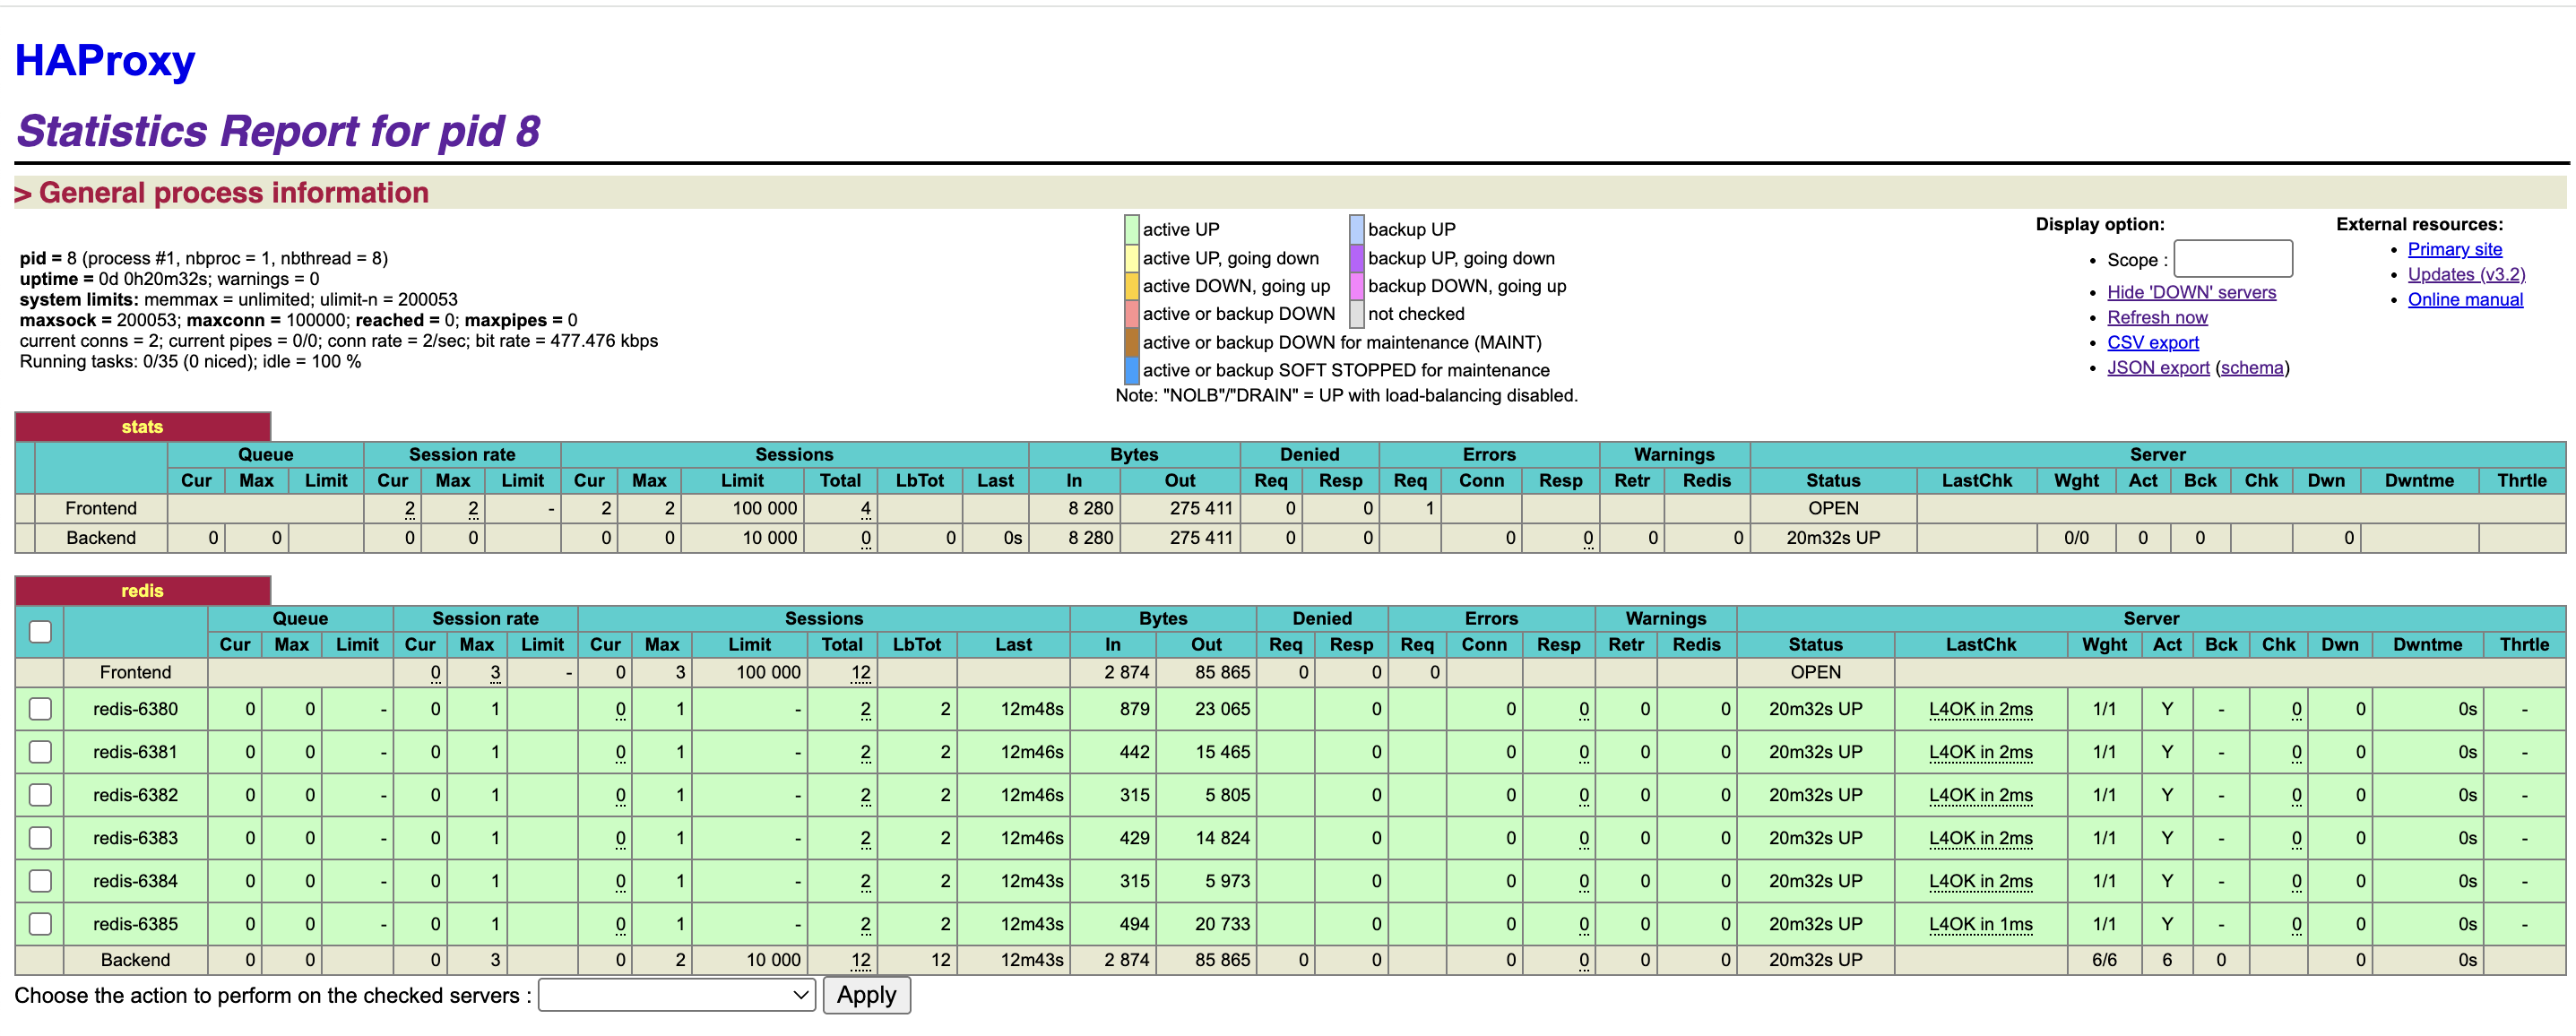 HAProxy
Statistics Report for pid 8
> General process information
pid = 8 (process #1, nbproc = 1, nbthread = 8)
uptime = 0d 0h20m32s; warnings = 0
system limits: memmax = unlimited; ulimit-n = 200053
maxsock = 200053; maxconn = 100000; reached = 0; maxpipes = 0
current conns = 2; current pipes = 0/0; conn rate = 2/sec; bit rate = 477.476 kbps
Running tasks: 0/35 (0 niced); idle = 100 %
active UP backup UP
active UP, going down backup UP, going down
active DOWN, going up backup DOWN, going up
active or backup DOWN not checked
active or backup DOWN for maintenance (MAINT)
active or backup SOFT STOPPED for maintenance
Note: "NOLB"/"DRAIN" = UP with load-balancing disabled.
Display option:
• Scope :
• Hide 'DOWN' servers
• Refresh now
• CSV export
• JSON export (schema)
External resources:
• Primary site
• Updates (v3.2)
• Online manual
stats
Queue Session rate Sessions Bytes Denied Errors Warnings Server
Cur Max Limit Cur Max Limit Cur Max Limit Total LbTot Last In Out Req Resp Req Conn Resp Retr Redis Status LastChk Wght Act Bck Chk Dwn Dwntme Thrtle
Frontend 2 2 - 2 2 100 000 4 8 280 275 411 0 0 1 OPEN
Backend 0 0 0 0 0 0 10 000 0 0 0s 8 280 275 411 0 0 0 0 0 0 20m32s UP 0/0 0 0 0
redis
Queue Session rate Sessions Bytes Denied Errors Warnings Server
Cur Max Limit Cur Max Limit Cur Max Limit Total LbTot Last In Out Req Resp Req Conn Resp Retr Redis Status LastChk Wght Act Bck Chk Dwn Dwntme Thrtle
Frontend 0 3 - 0 3 100 000 12 2 874 85 865 0 0 0 OPEN
redis-6380 0 0 - 0 1 0 1 - 2 2 12m48s 879 23 065 0 0 0 0 0 20m32s UP L4OK in 2ms 1/1 Y - 0 0 0s -
redis-6381 0 0 - 0 1 0 1 - 2 2 12m46s 442 15 465 0 0 0 0 0 20m32s UP L4OK in 2ms 1/1 Y - 0 0 0s -
redis-6382 0 0 - 0 1 0 1 - 2 2 12m46s 315 5 805 0 0 0 0 0 20m32s UP L4OK in 2ms 1/1 Y - 0 0 0s -
redis-6383 0 0 - 0 1 0 1 - 2 2 12m46s 429 14 824 0 0 0 0 0 20m32s UP L4OK in 2ms 1/1 Y - 0 0 0s -
redis-6384 0 0 - 0 1 0 1 - 2 2 12m43s 315 5 973 0 0 0 0 0 20m32s UP L4OK in 2ms 1/1 Y - 0 0 0s -
redis-6385 0 0 - 0 1 0 1 - 2 2 12m43s 494 20 733 0 0 0 0 0 20m32s UP L4OK in 1ms 1/1 Y - 0 0 0s -
Backend 0 0 0 3 0 2 10 000 12 12 12m43s 2 874 85 865 0 0 0 0 0 0 20m32s UP 6/6 6 0 0 0s
Choose the action to perform on the checked servers : Apply